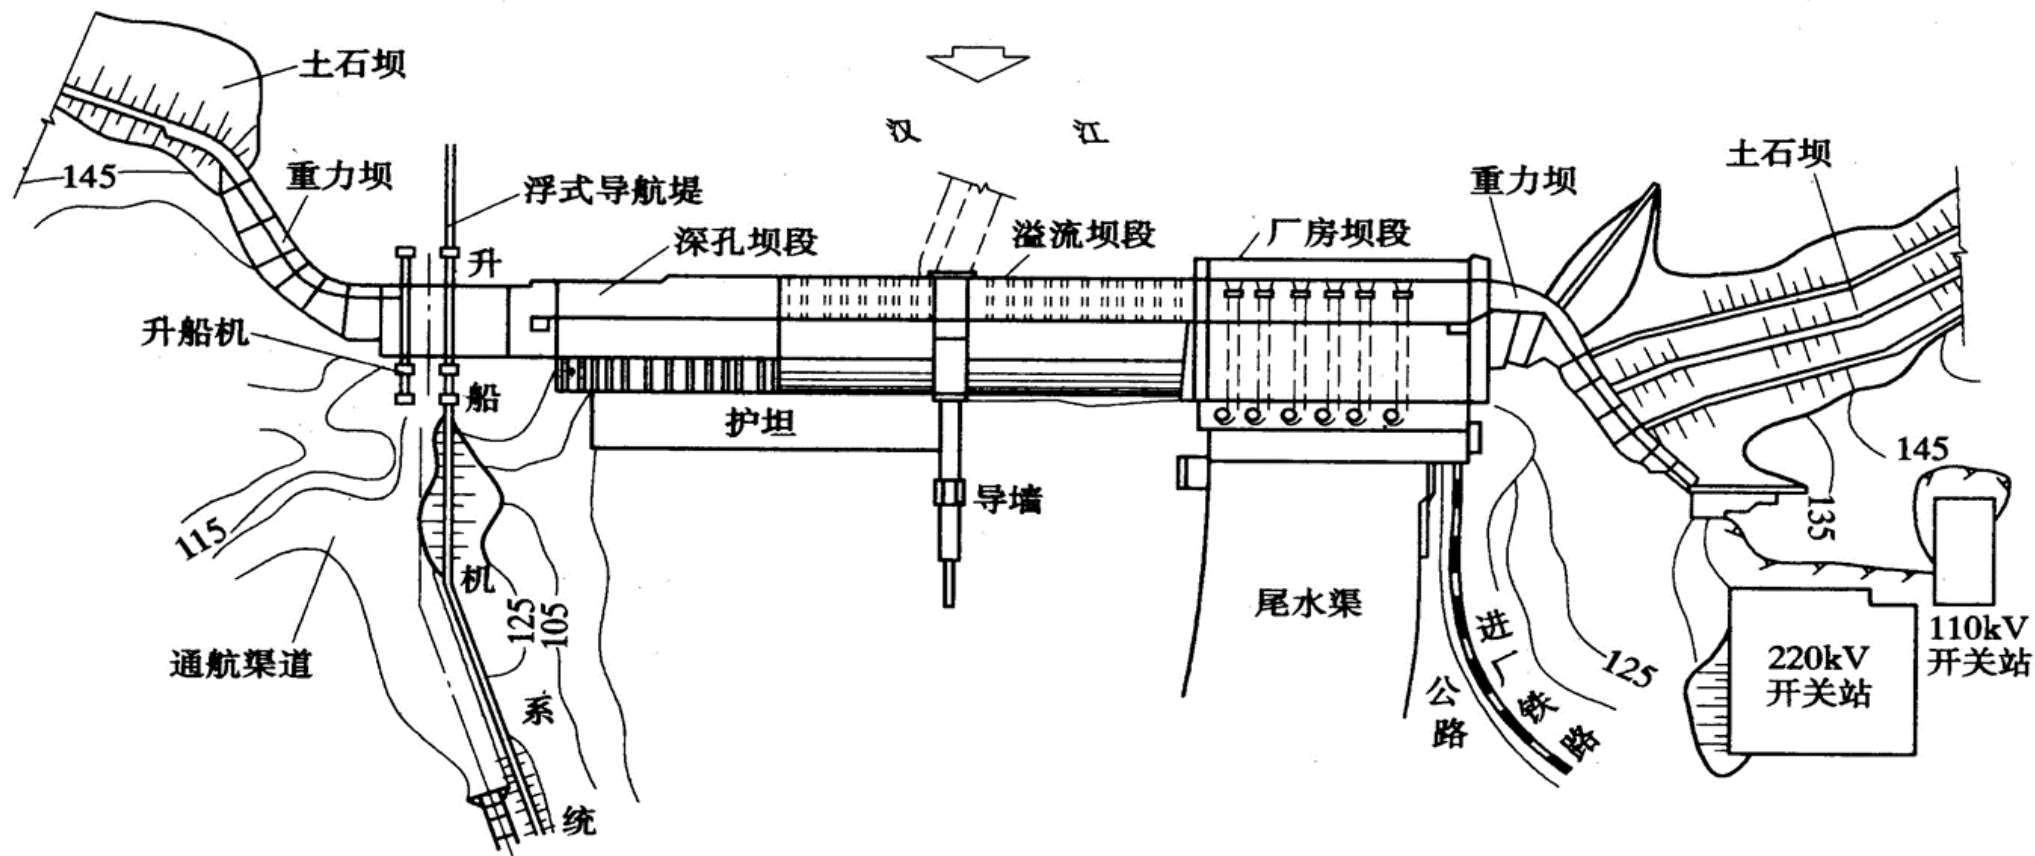 土石坝
汉江
土石坝
145
重力坝
浮式导航堤
重力坝
深孔坝段
溢流坝段
厂房坝段
升船机
升船机系统
护坦
145
导墙
135
115
125
105
尾水渠
进厂铁路
公路
125
通航渠道
220kV
开关站
110kV
开关站